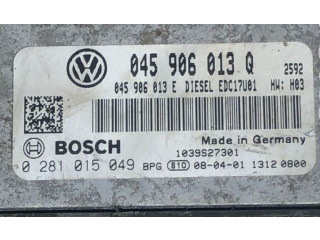 045 906 013 Q 2592
045 906 013 E DIESEL EDC17U01 HW: H03
BOSCH Made in Germany
1039S27301
0 281 015 049 BPG 810 08-04-01 1312 0800